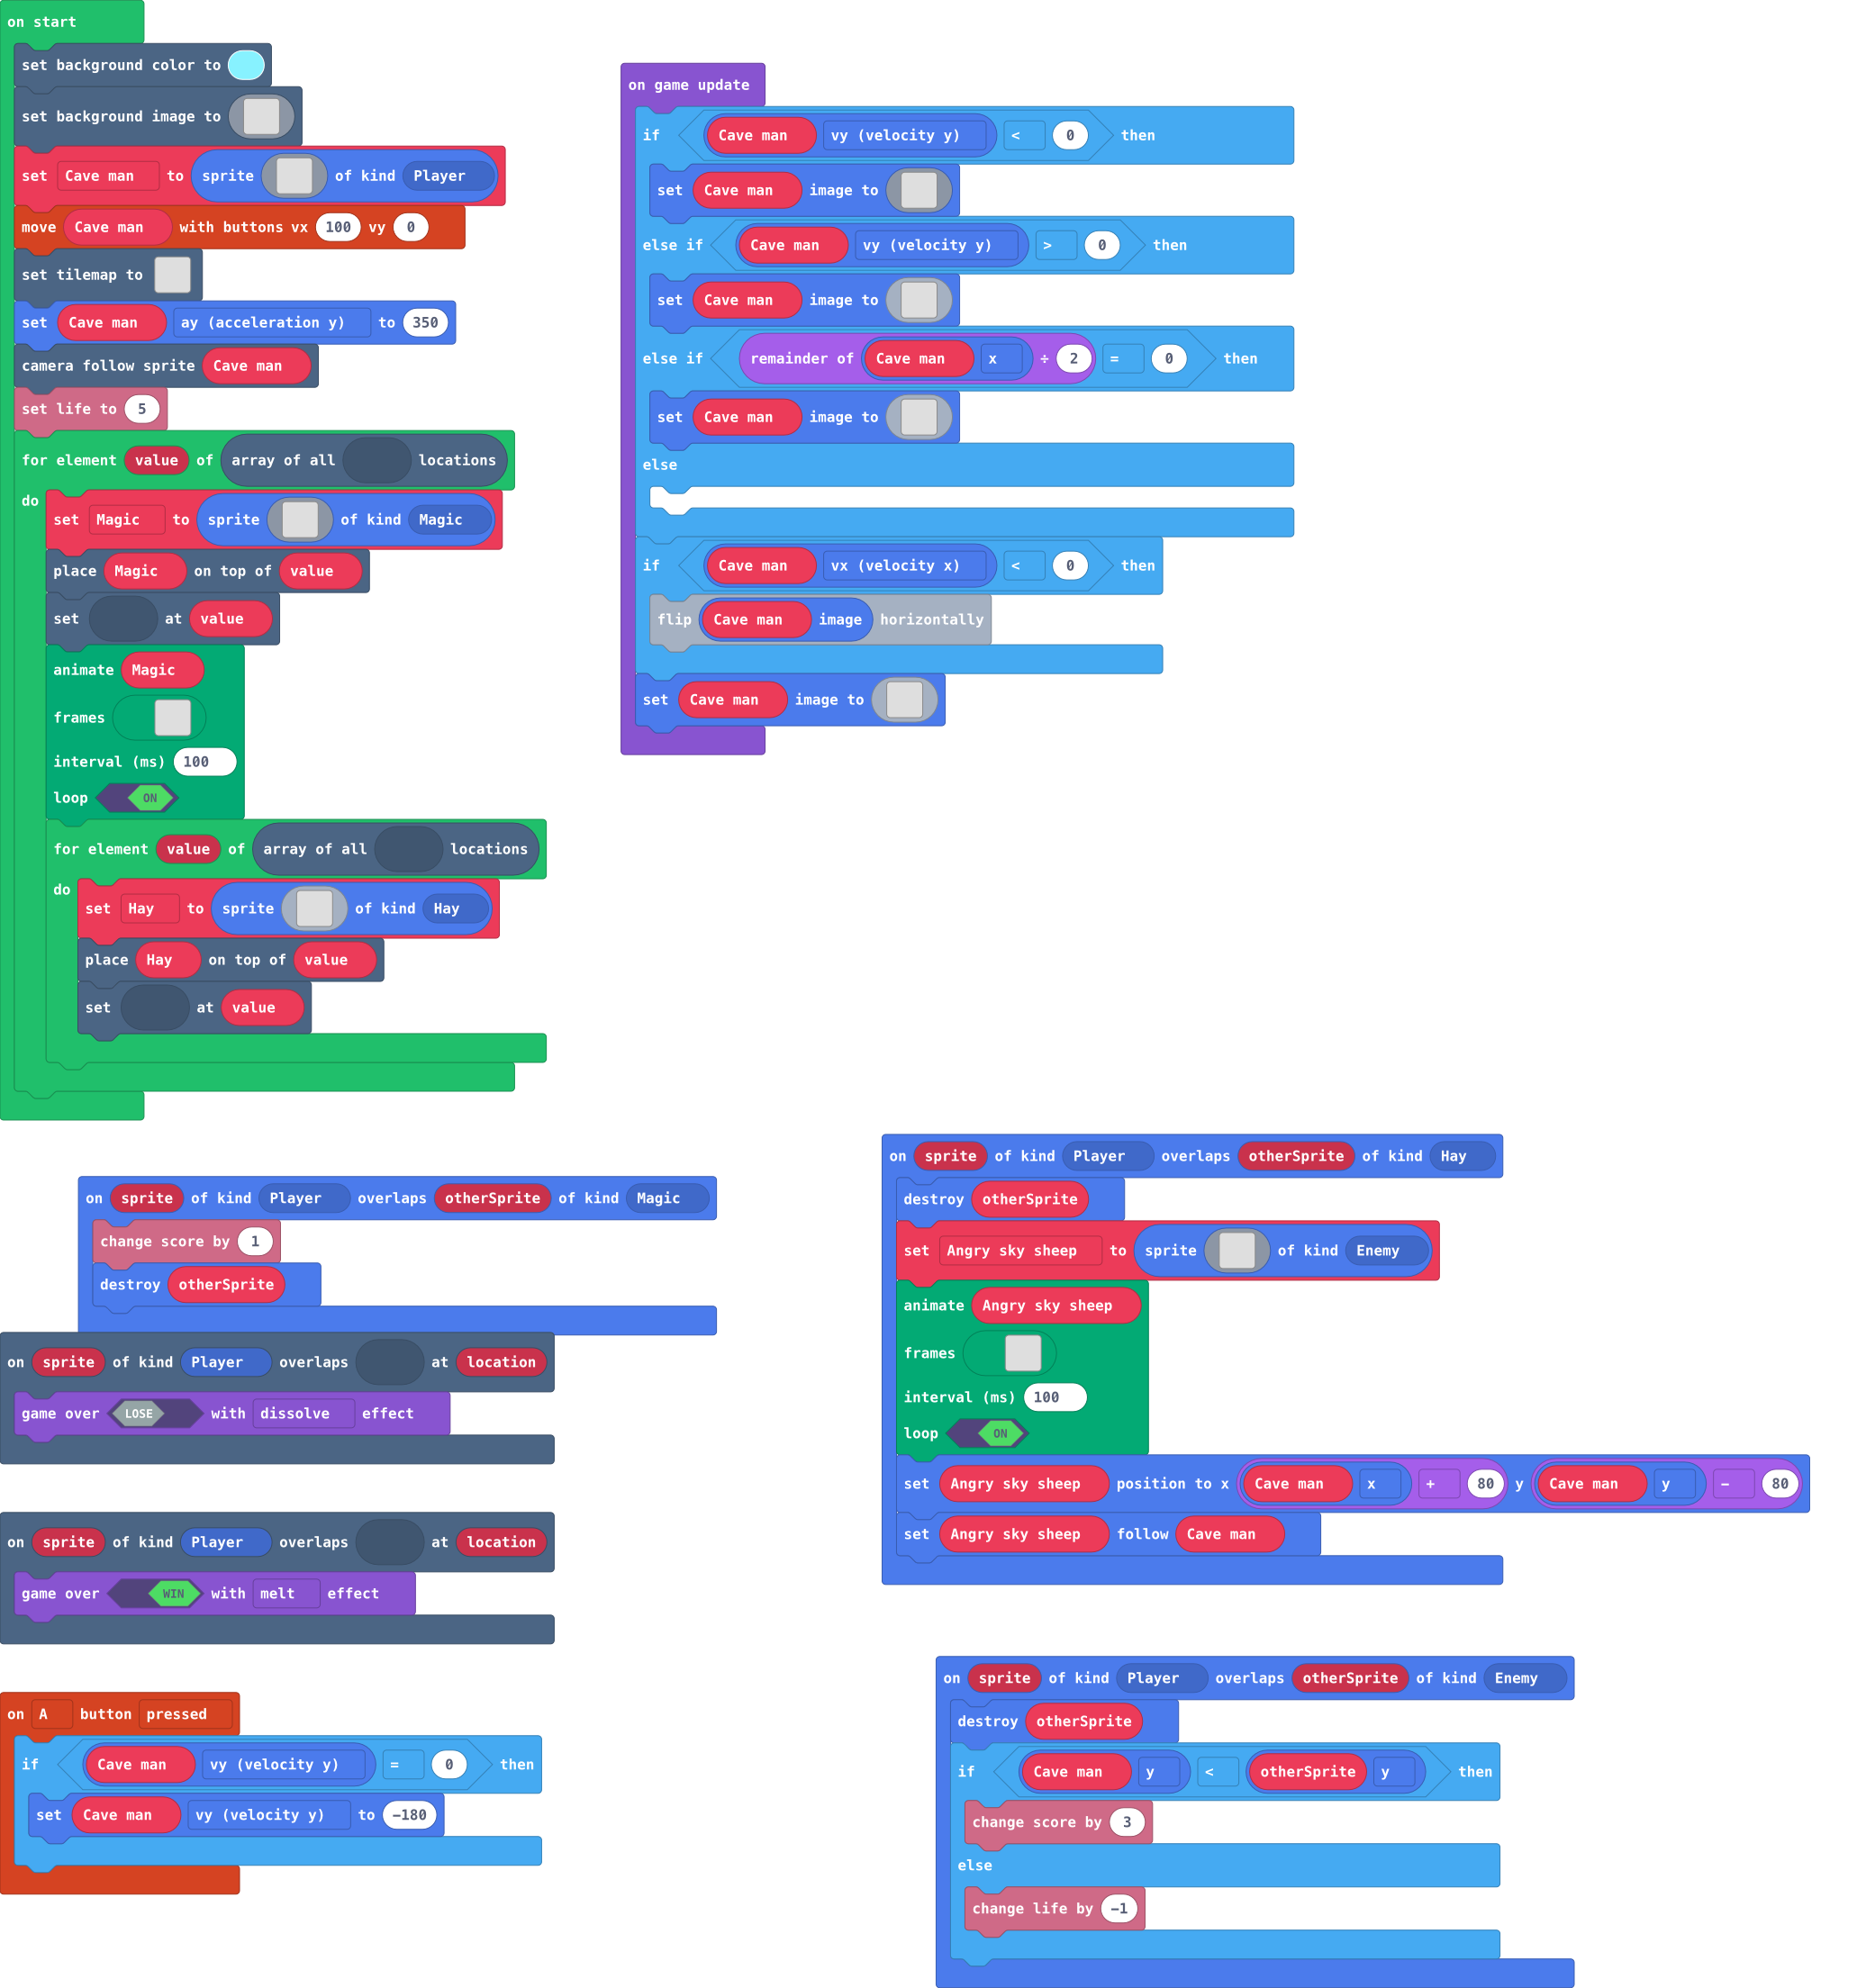 on start
set background color to
set background image to
set Cave man to sprite of kind Player
move Cave man with buttons vx 100 vy 0
set tilemap to
set Cave man ay (acceleration y) to 350
camera follow sprite Cave man
set life to 5
for element value of array of all locations
do
set Magic to sprite of kind Magic
place Magic on top of value
set at value
animate Magic
frames
interval (ms) 100
loop ON
for element value of array of all locations
do
set Hay to sprite of kind Hay
place Hay on top of value
set at value
on game update
if Cave man vy (velocity y) < 0 then
set Cave man image to
else if Cave man vy (velocity y) > 0 then
set Cave man image to
else if remainder of Cave man x ÷ 2 = 0 then
set Cave man image to
else
if Cave man vx (velocity x) < 0 then
flip Cave man image horizontally
set Cave man image to
on sprite of kind Player overlaps otherSprite of kind Magic
change score by 1
destroy otherSprite
on sprite of kind Player overlaps at location
game over LOSE with dissolve effect
on sprite of kind Player overlaps at location
game over WIN with melt effect
on A button pressed
if Cave man vy (velocity y) = 0 then
set Cave man vy (velocity y) to −180
on sprite of kind Player overlaps otherSprite of kind Hay
destroy otherSprite
set Angry sky sheep to sprite of kind Enemy
animate Angry sky sheep
frames
interval (ms) 100
loop ON
set Angry sky sheep position to x Cave man x + 80 y Cave man y − 80
set Angry sky sheep follow Cave man
on sprite of kind Player overlaps otherSprite of kind Enemy
destroy otherSprite
if Cave man y < otherSprite y then
change score by 3
else
change life by −1